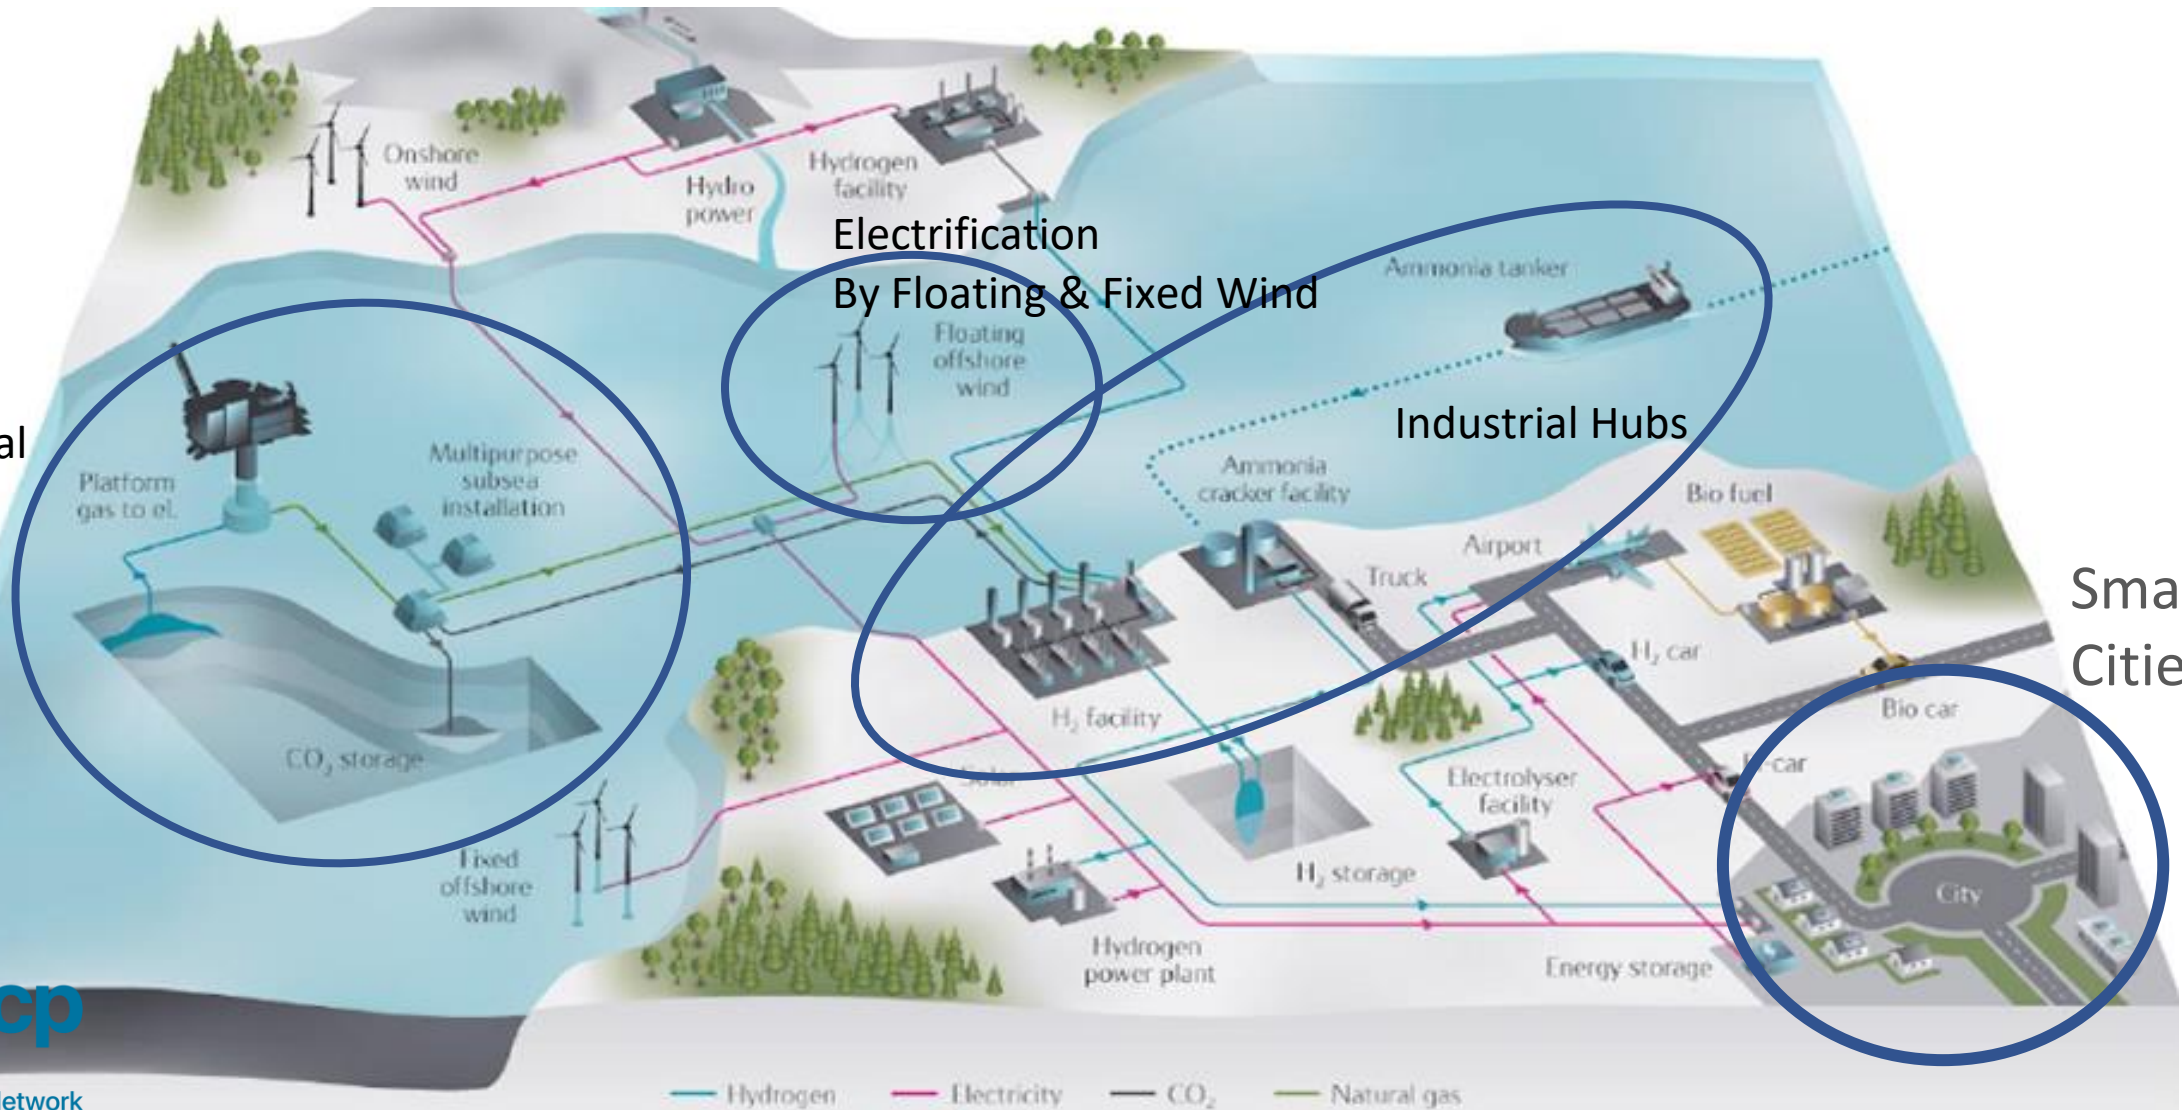 Onshore
wind
Hydro
power
Hydrogen
facility
Electrification
By Floating & Fixed Wind
Ammonia tanker
Floating
offshore
wind
Industrial Hubs
al
Platform
gas to el.
Multipurpose
subsea
installation
Ammonia
cracker facility
Bio fuel
Airport
Truck
H₂ car
Sma
Citie
Bio car
H₂ facility
CO₂ storage
Solar
-car
Electrolyser
facility
Fixed
offshore
wind
H₂ storage
City
Hydrogen
power plant
Energy storage
cp
etwork
Hydrogen
Electricity
CO₂
Natural gas